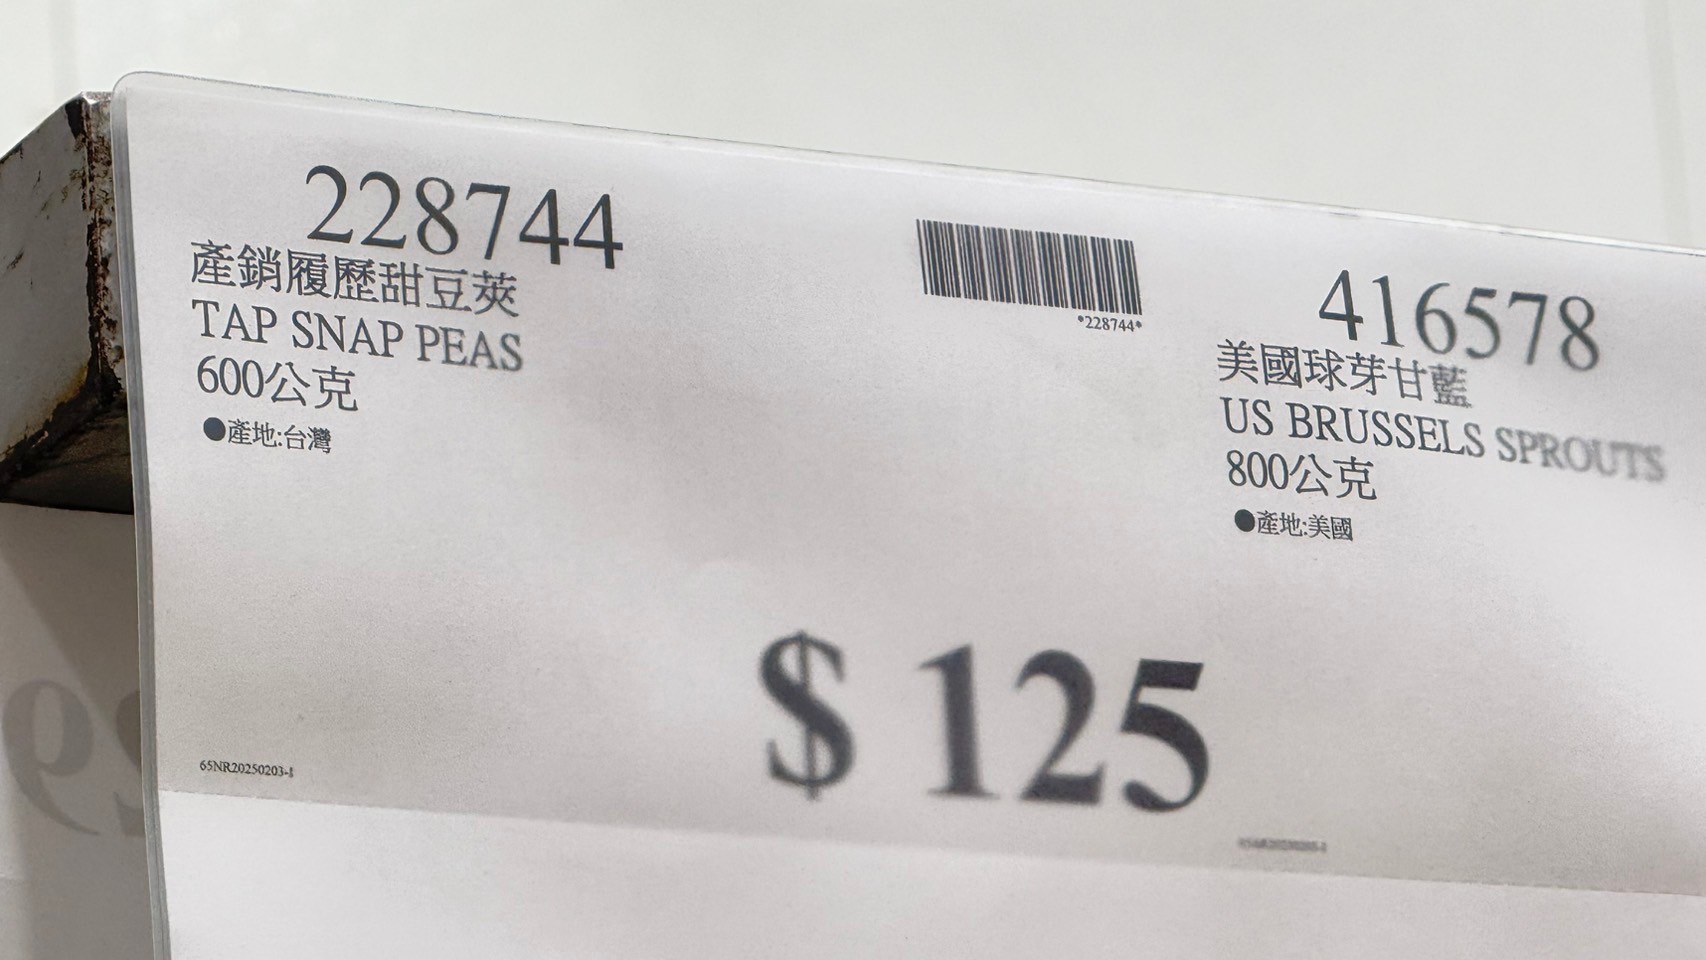 228744
產銷履歷甜豆莢
TAP SNAP PEAS
600公克
●產地:台灣
*228744*
$ 125
65NR20250203-1
416578
美國球芽甘藍
US BRUSSELS SPROUTS
800公克
●產地:美國